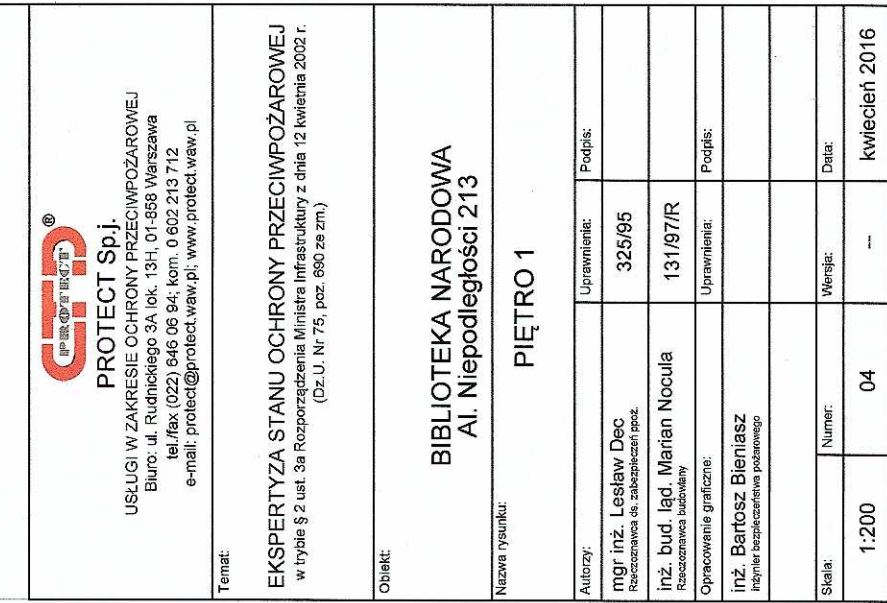 PROTECT
®
PROTECT Sp.j.
USŁUGI W ZAKRESIE OCHRONY PRZECIWPOŻAROWEJ
Biuro: ul. Rudnickiego 3A lok. 13H, 01-858 Warszawa
tel./fax (022) 646 06 94; kom. 0 602 213 712
e-mail: protect@protect.waw.pl; www.protect.waw.pl
Temat:
EKSPERTYZA STANU OCHRONY PRZECIWPOŻAROWEJ
w trybie § 2 ust. 3a Rozporządzenia Ministra Infrastruktury z dnia 12 kwietnia 2002 r.
(Dz.U. Nr 75, poz. 690 ze zm.)
Obiekt:
BIBLIOTEKA NARODOWA
Al. Niepodległości 213
Nazwa rysunku:
PIĘTRO 1
Autorzy: Uprawnienia: Podpis:
mgr inż. Lesław Dec 325/95
Rzeczoznawca ds. zabezpieczeń ppoż.
inż. bud. ląd. Marian Nocula 131/97/R
Rzeczoznawca budowlany
Opracowanie graficzne: Uprawnienia: Podpis:
inż. Bartosz Bieniasz
inżynier bezpieczeństwa pożarowego
Skala: Numer: Wersja: Data:
1:200 04 -- kwiecień 2016